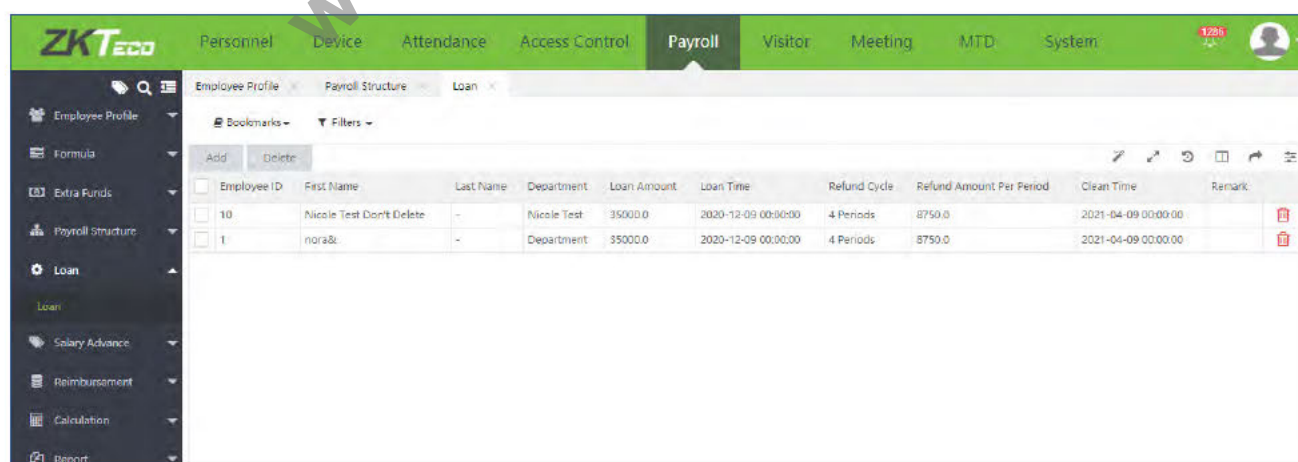 ZKTeco Personnel Device Attendance Access Control Payroll Visitor Meeting MTD System 1286
Employee Profile × Payroll Structure × Loan ×
Employee Profile
Bookmarks Filters
Formula
Add Delete
Employee ID First Name Last Name Department Loan Amount Loan Time Refund Cycle Refund Amount Per Period Clean Time Remark
Extra Funds
10 Nicole Test Don't Delete - Nicole Test 35000.0 2020-12-09 00:00:00 4 Periods 8750.0 2021-04-09 00:00:00
Payroll Structure
1 nora& - Department 35000.0 2020-12-09 00:00:00 4 Periods 8750.0 2021-04-09 00:00:00
Loan
Loan
Salary Advance
Reimbursement
Calculation
Report